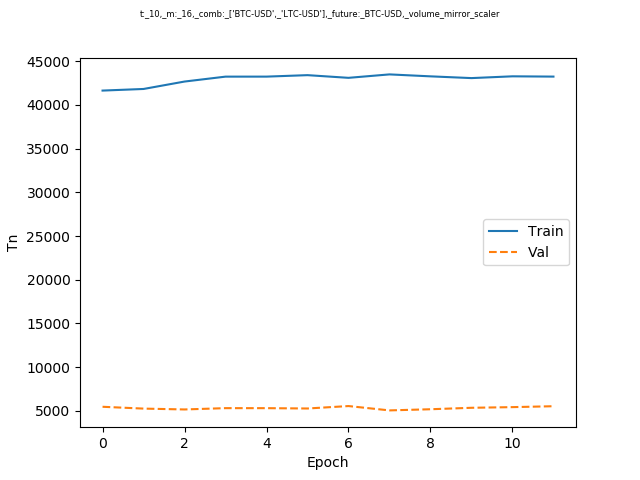 t:_10,_m:_16,_comb:_['BTC-USD',_'LTC-USD'],_future:_BTC-USD,_volume_mirror_scaler
45000
40000
35000
30000
25000
20000
15000
10000
5000
Tn
Train
Val
0 2 4 6 8 10
Epoch